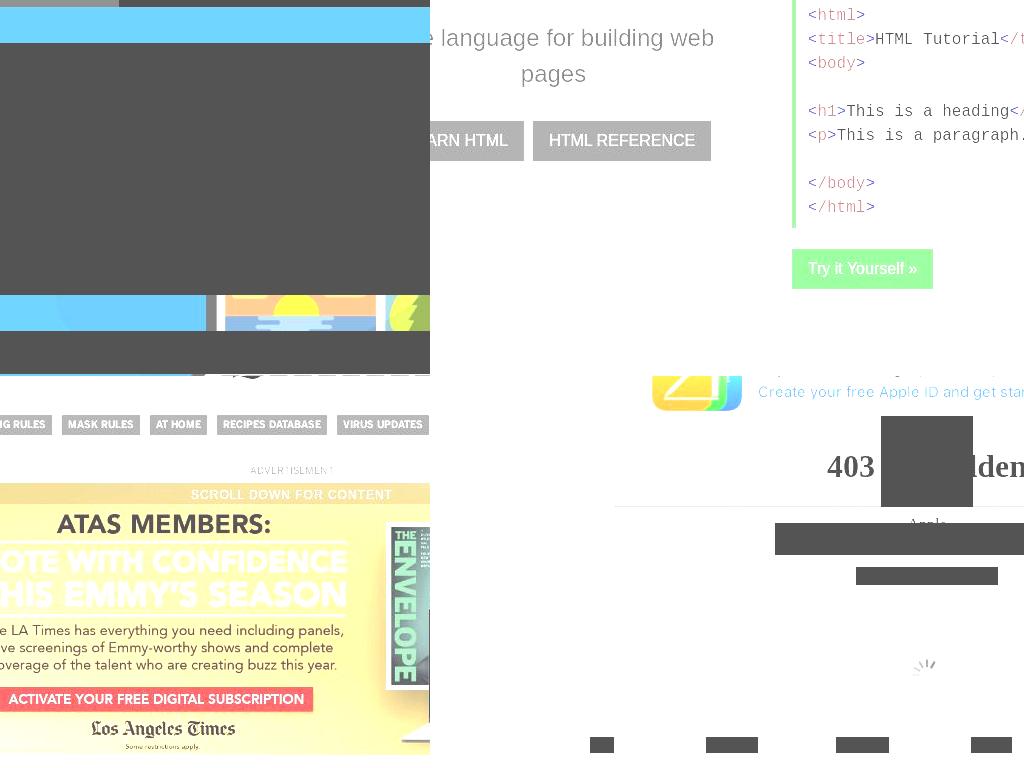 language for building web
pages
ARN HTML
HTML REFERENCE
<html>
<title>HTML Tutorial</t
<body>
<h1>This is a heading</
<p>This is a paragraph.
</body>
</html>
Try it Yourself »
NG RULES
MASK RULES
AT HOME
RECIPES DATABASE
VIRUS UPDATES
ADVERTISEMENT
SCROLL DOWN FOR CONTENT
ATAS MEMBERS:
OTE WITH CONFIDENCE
HIS EMMY'S SEASON
e LA Times has everything you need including panels,
ve screenings of Emmy-worthy shows and complete
overage of the talent who are creating buzz this year.
ACTIVATE YOUR FREE DIGITAL SUBSCRIPTION
Los Angeles Times
Some restrictions apply.
THE
ENVELOPE
Create your free Apple ID and get star
403 dden